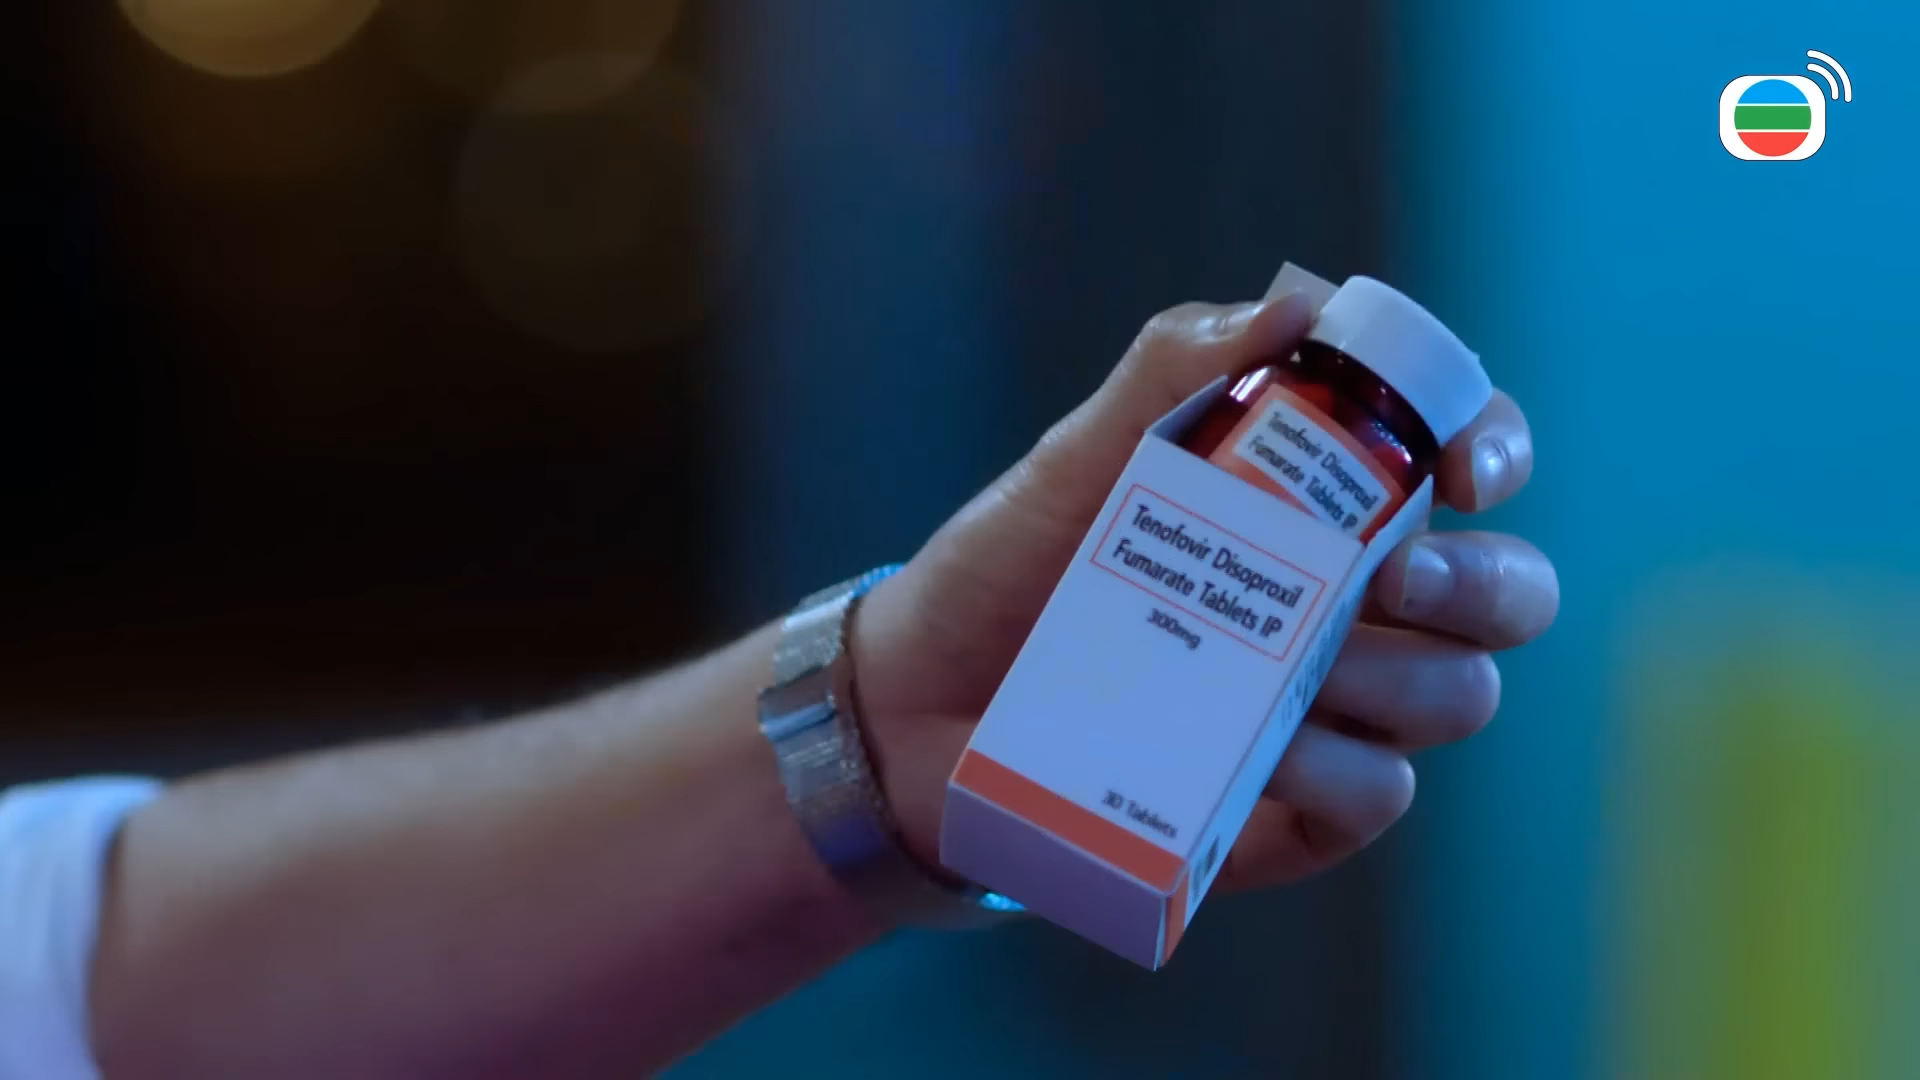 Tenofovir Disoproxil
Fumarate Tablets IP
Tenofovir Disoproxil
Fumarate Tablets IP
300mg
30 Tablets